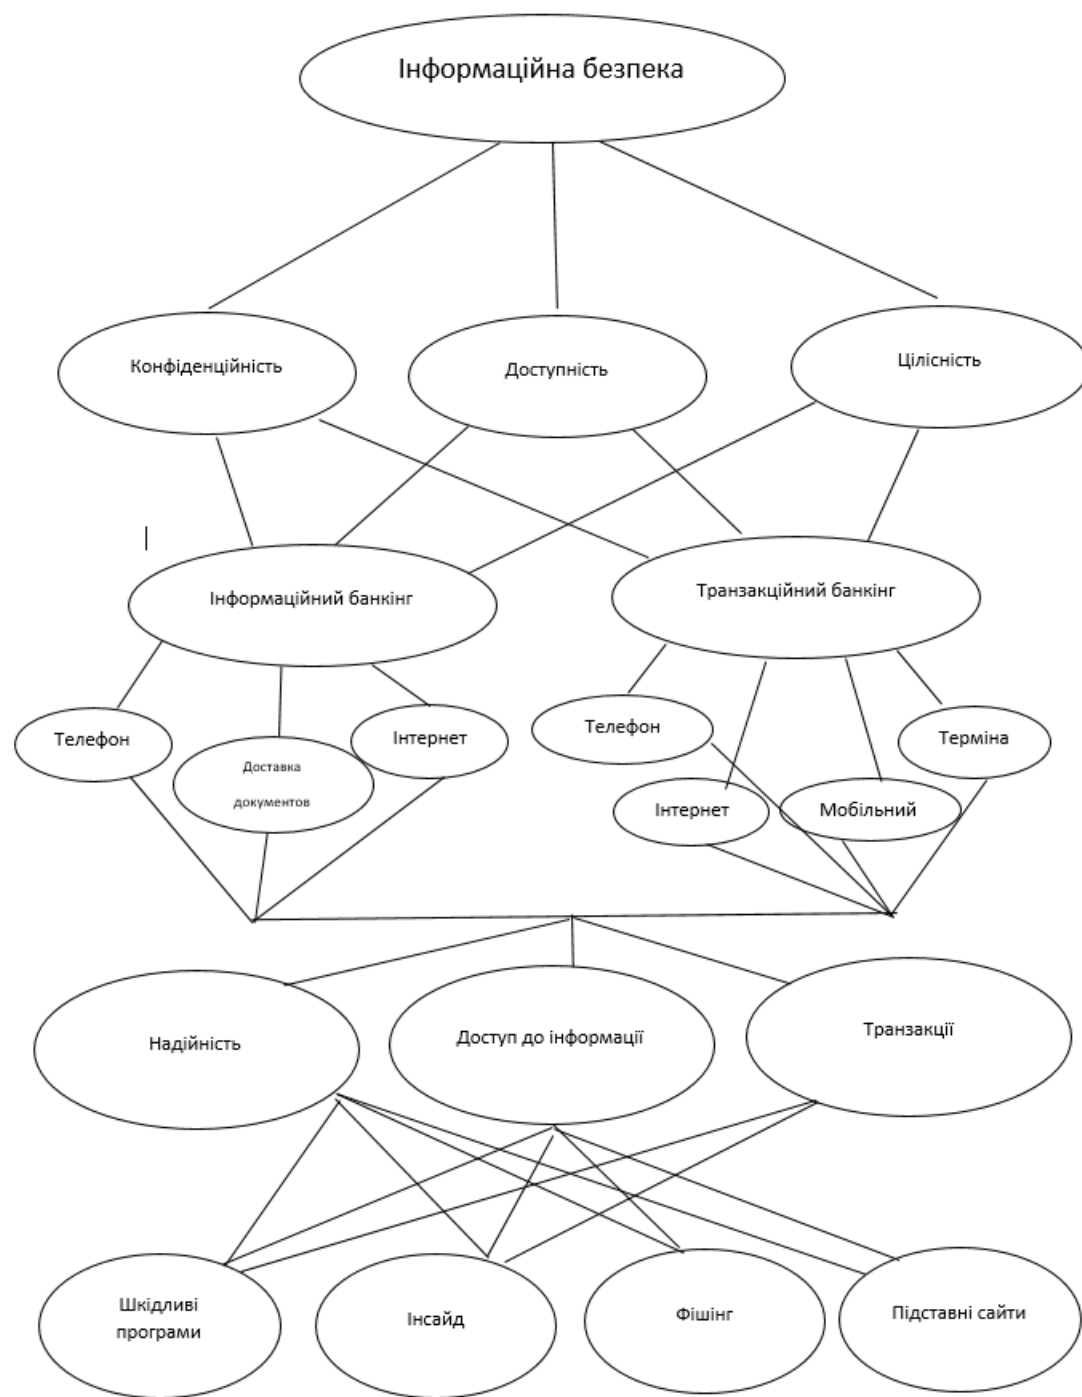 Інформаційна безпека
Конфіденційність
Доступність
Цілісність
Інформаційний банкінг
Транзакційний банкінг
Телефон
Доставка
документов
Інтернет
Телефон
Інтернет
Мобільний
Терміна
Надійність
Доступ до інформації
Транзакції
Шкідливі
програми
Інсайд
Фішінг
Підставні сайти